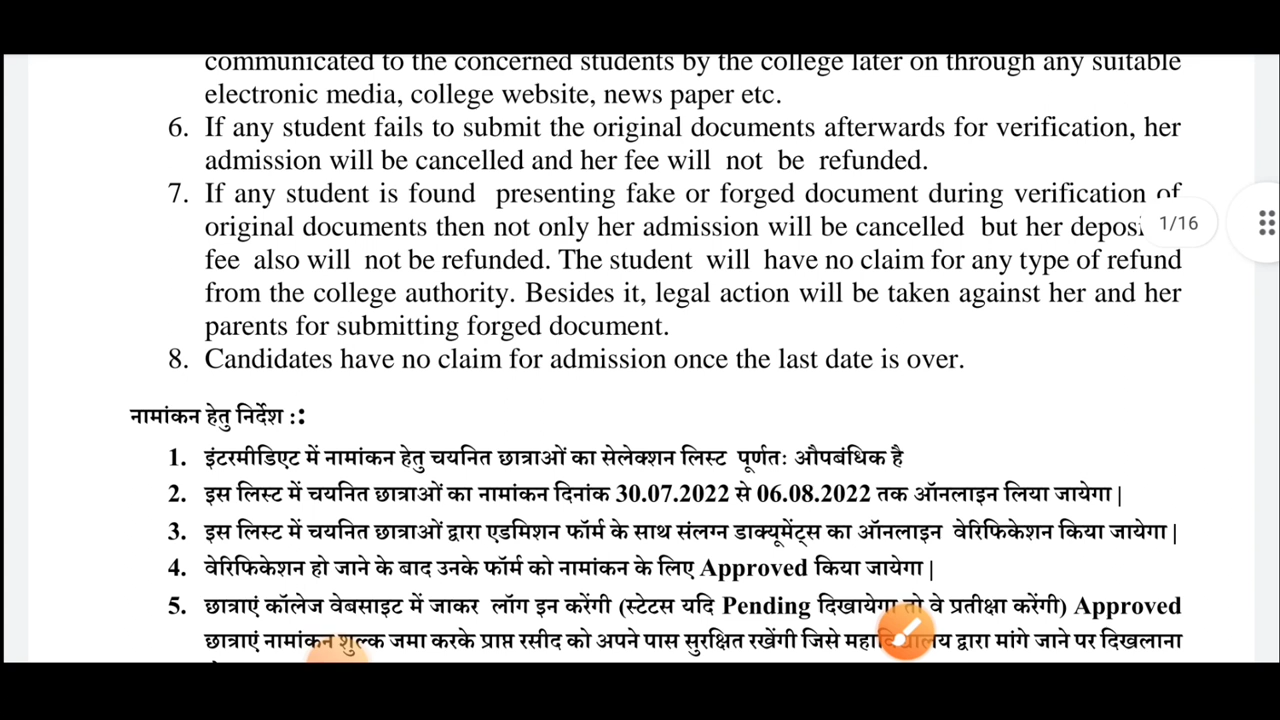 communicated to the concerned students by the college later on through any suitable
electronic media, college website, news paper etc.
6. If any student fails to submit the original documents afterwards for verification, her
admission will be cancelled and her fee will not be refunded.
7. If any student is found presenting fake or forged document during verification of
original documents then not only her admission will be cancelled but her
1/16
fee also will not be refunded. The student will have no claim for any type of refund
from the college authority. Besides it, legal action will be taken against her and her
parents for submitting forged document.
8. Candidates have no claim for admission once the last date is over.
नामांकन हेतु निर्देश ::
1. इंटरमीडिएट में नामांकन हेतु चयनित छात्राओं का सेलेक्शन लिस्ट पूर्णतः औपबंधिक है
2. इस लिस्ट में चयनित छात्राओं का नामांकन दिनांक 30.07.2022 से 06.08.2022 तक ऑनलाइन लिया जायेगा |
3. इस लिस्ट में चयनित छात्राओं द्वारा एडमिशन फॉर्म के साथ संलग्न डाक्यूमेंट्स का ऑनलाइन वेरिफिकेशन किया जायेगा |
4. वेरिफिकेशन हो जाने के बाद उनके फॉर्म को नामांकन के लिए Approved किया जायेगा |
5. छात्राएं कॉलेज वेबसाइट में जाकर लॉग इन करेंगी (स्टेटस यदि Pending दिखायेगा तो वे प्रतीक्षा करेंगी) Approved
छात्राएं नामांकन शुल्क जमा करके प्राप्त रसीद को अपने पास सुरक्षित रखेंगी जिसे महाविद्यालय द्वारा मांगे जाने पर दिखलाना